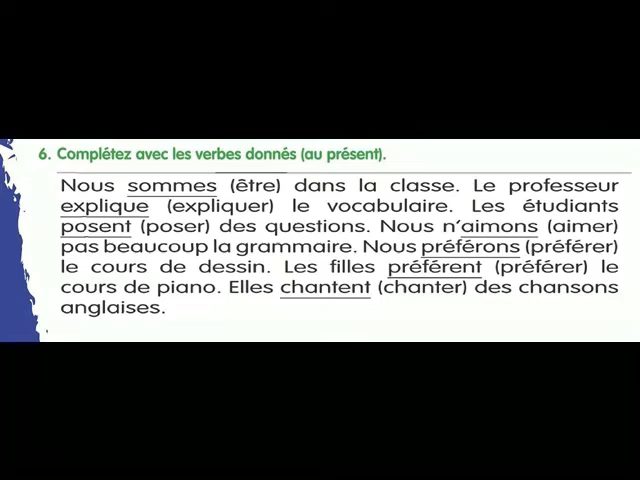 6. Complétez avec les verbes donnés (au présent).
Nous sommes (être) dans la classe. Le professeur
explique (expliquer) le vocabulaire. Les étudiants
posent (poser) des questions. Nous n’aimons (aimer)
pas beaucoup la grammaire. Nous préférons (préférer)
le cours de dessin. Les filles préférent (préférer) le
cours de piano. Elles chantent (chanter) des chansons
anglaises.